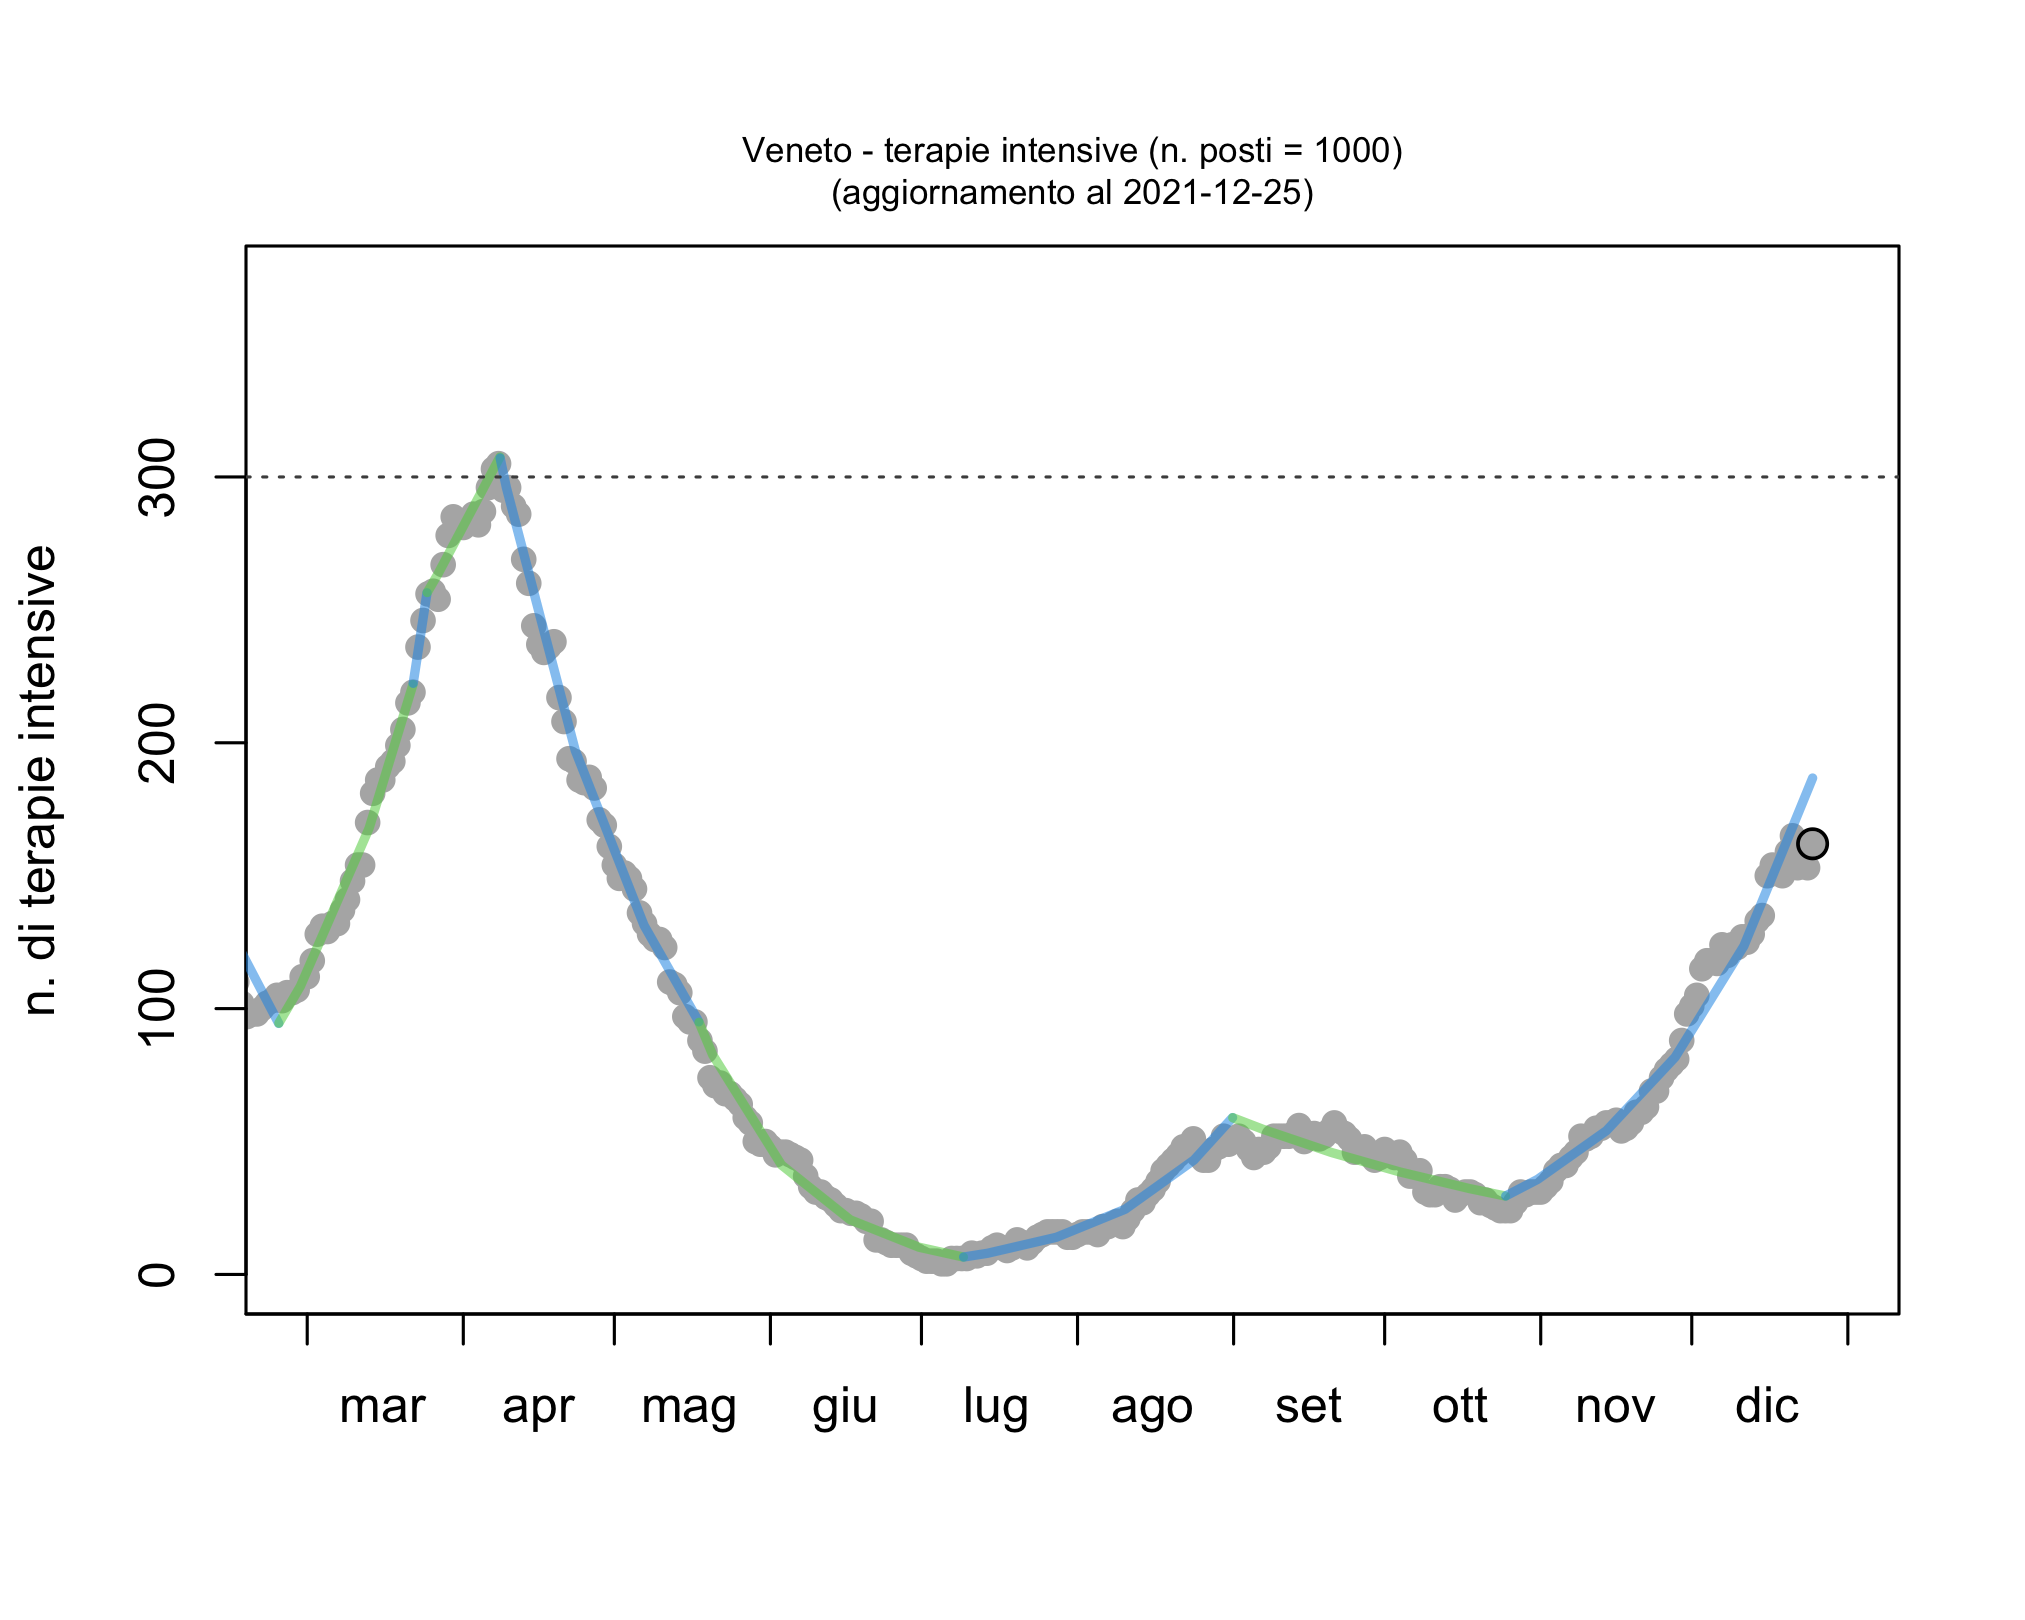 Veneto - terapie intensive (n. posti = 1000)
(aggiornamento al 2021-12-25)
n. di terapie intensive
300
200
100
0
mar apr mag giu lug ago set ott nov dic